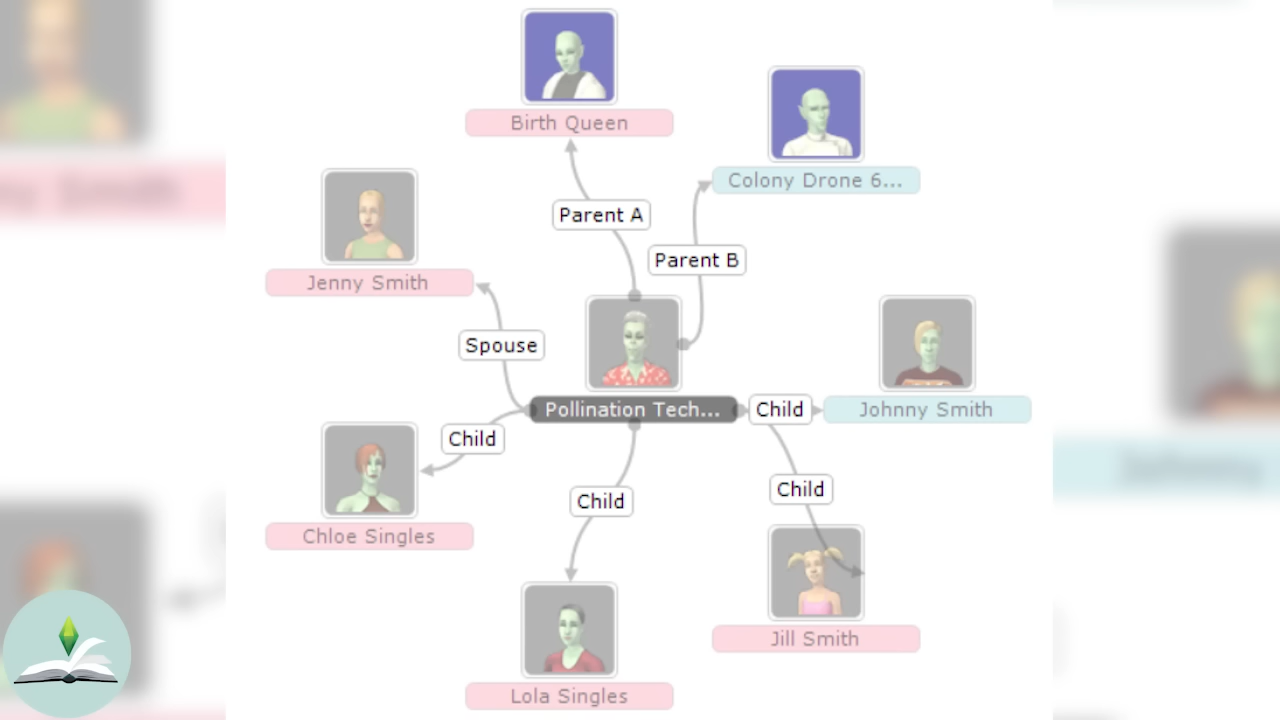 Birth Queen
Colony Drone 6...
Parent A
Parent B
Jenny Smith
Spouse
Pollination Tech...
Child
Johnny Smith
Child
Child
Child
Chloe Singles
Jill Smith
Lola Singles